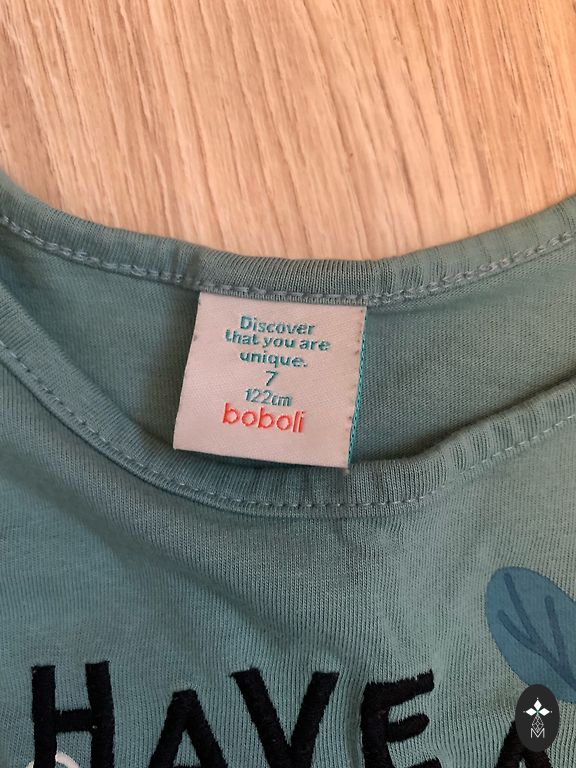 Discover
that you are
unique.
7
122cm
boboli
HAVE A
M